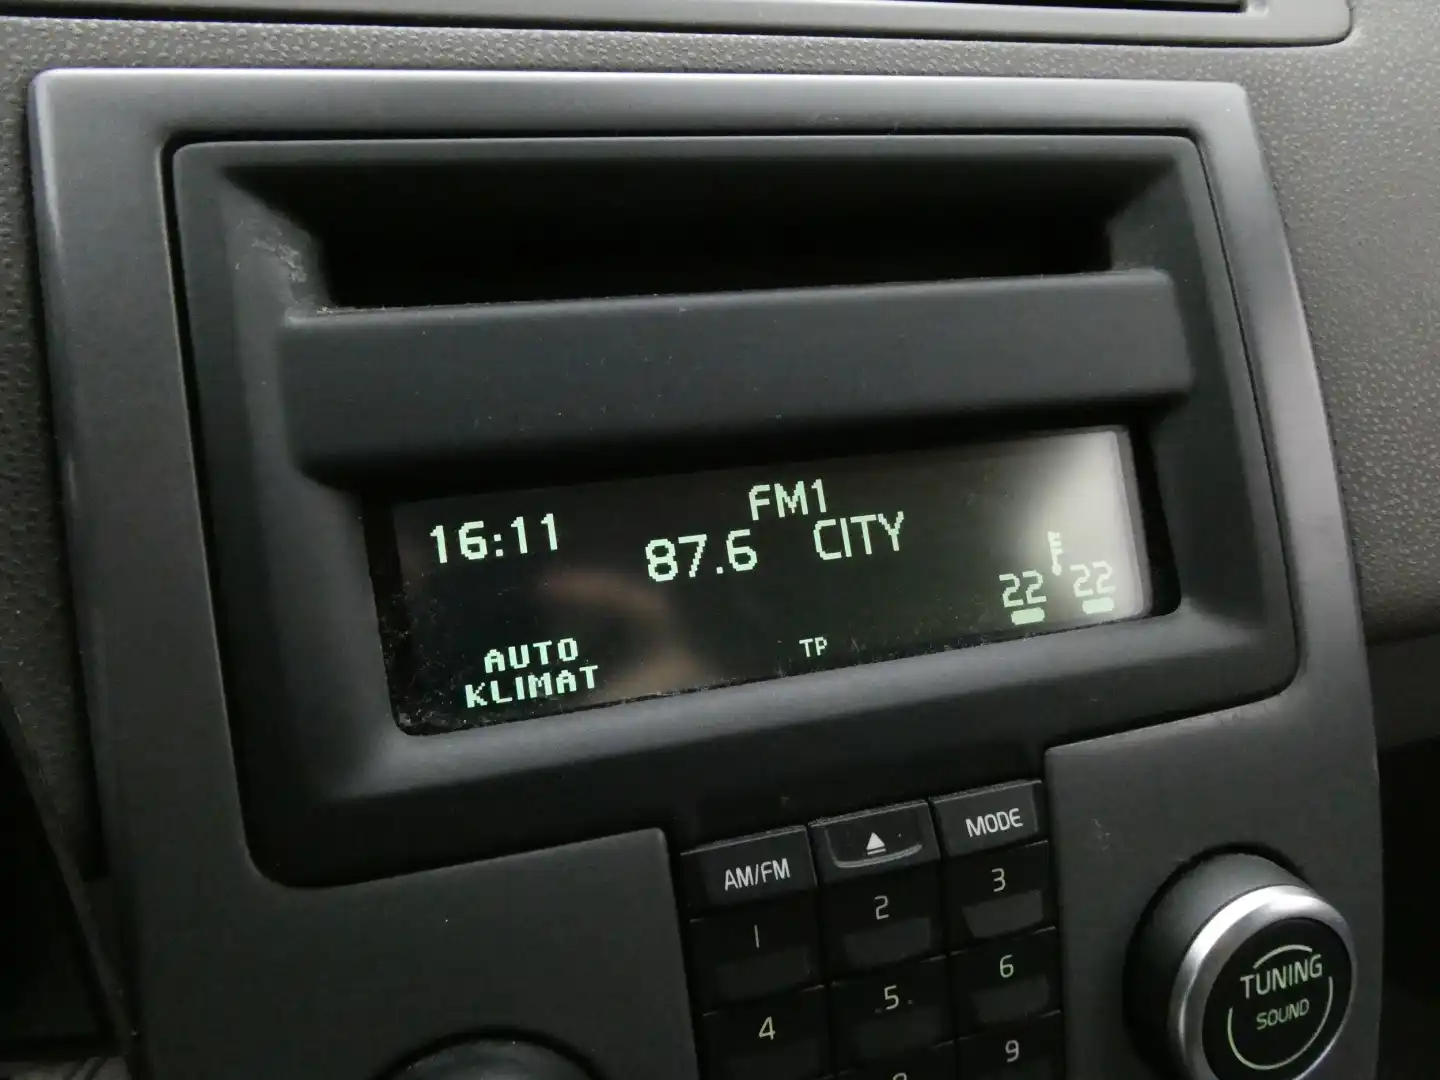 FM1
16:11 87.6 CITY
22 22
AUTO TP
KLIMAT
AM/FM MODE
1 2 3
4 5 6
9
TUNING
SOUND